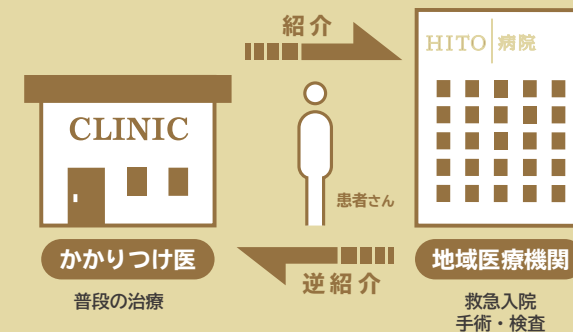 紹介
HITO 病院
CLINIC
患者さん
かかりつけ医
地域医療機関
逆紹介
普段の治療
救急入院
手術・検査